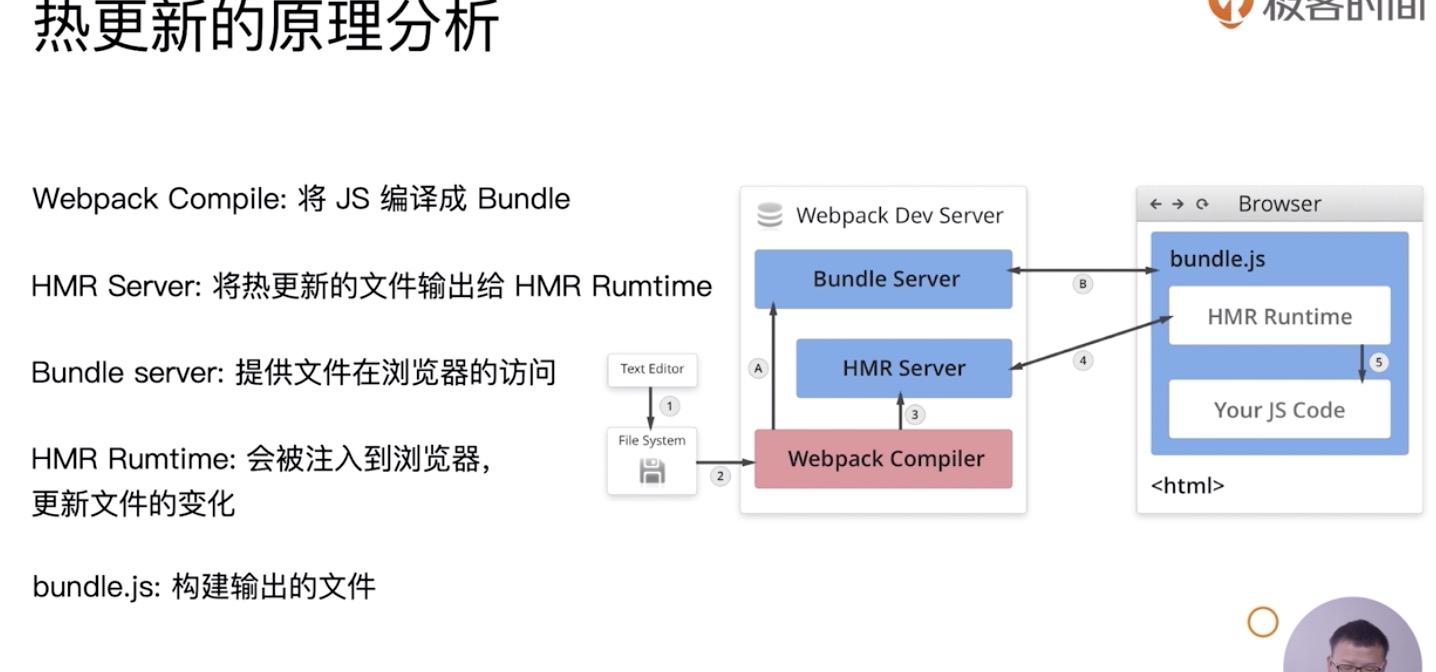 热更新的原理分析
极客时间
Webpack Compile: 将 JS 编译成 Bundle
HMR Server: 将热更新的文件输出给 HMR Rumtime
Bundle server: 提供文件在浏览器的访问
HMR Rumtime: 会被注入到浏览器，
更新文件的变化
bundle.js: 构建输出的文件
Text Editor
1
File System
2
Webpack Dev Server
Bundle Server
A
HMR Server
3
Webpack Compiler
B
4
Browser
bundle.js
HMR Runtime
5
Your JS Code
<html>